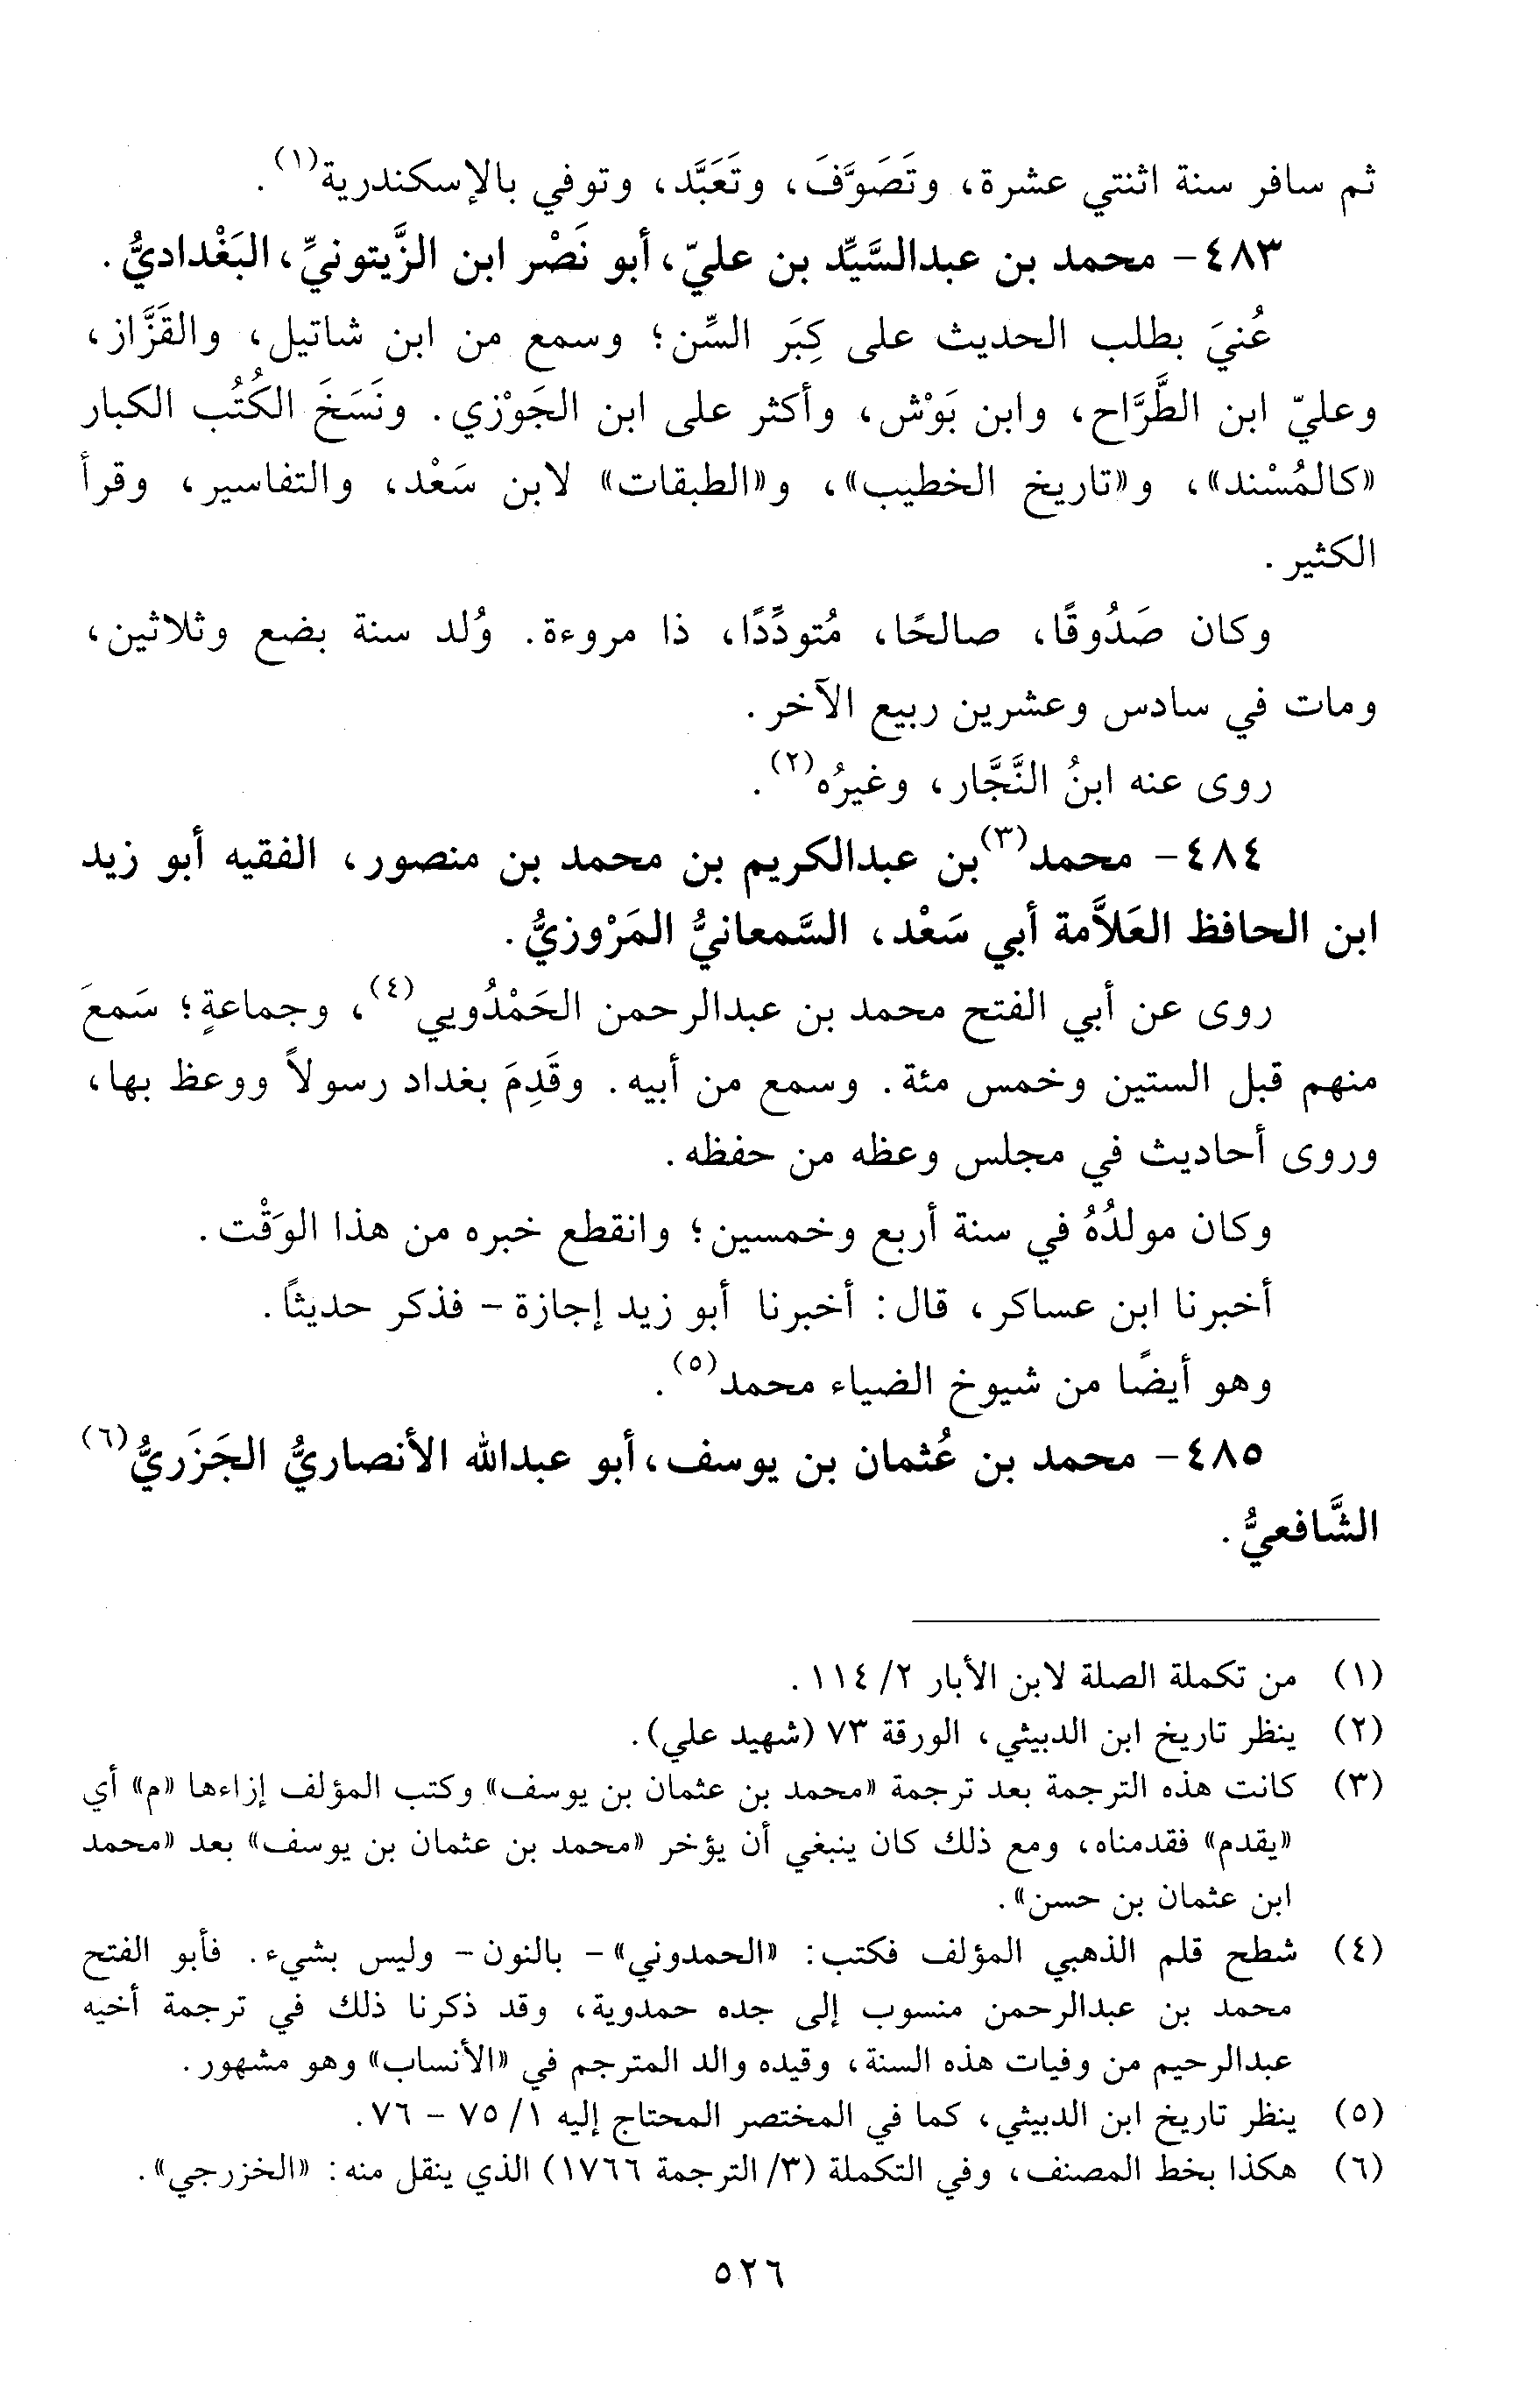 ثم سافر سنة اثنتي عشرة، وتَصَوَّفَ، وتَعَبَّد، وتوفي بالإسكندرية(١).
٤٨٣- محمد بن عبدالسَّيِّد بن عليّ، أبو نَصْر ابن الزَّيتونيِّ، البَغْداديُّ.
عُنيَ بطلب الحديث على كِبَر السِّن؛ وسمع من ابن شاتيل، والقَزَّاز،
وعليّ ابن الطَّرَّاح، وابن بَوْش، وأكثر على ابن الجَوْزي. ونَسَخَ الكُتُب الكبار
«كالمُسْند»، و«تاريخ الخطيب»، و«الطبقات» لابن سَعْد، والتفاسير، وقرأ
الكثير.
وكان صَدُوقًا، صالحًا، مُتودِّدًا، ذا مروءة. وُلد سنة بضع وثلاثين،
ومات في سادس وعشرين ربيع الآخر.
روى عنه ابنُ النَّجَّار، وغيرُه(٢).
٤٨٤- محمد(٣) بن عبدالكريم بن محمد بن منصور، الفقيه أبو زيد
ابن الحافظ العَلاَّمة أبي سَعْد، السَّمعانيُّ المَرْوزيُّ.
روى عن أبي الفتح محمد بن عبدالرحمن الحَمْدُويي(٤)، وجماعةٍ؛ سَمعَ
منهم قبل الستين وخمس مئة. وسمع من أبيه. وقَدِمَ بغداد رسولاً ووعظ بها،
وروى أحاديث في مجلس وعظه من حفظه.
وكان مولدُهُ في سنة أربع وخمسين؛ وانقطع خبره من هذا الوَقْت.
أخبرنا ابن عساكر، قال: أخبرنا أبو زيد إجازة - فذكر حديثاً.
وهو أيضًا من شيوخ الضياء محمد(٥).
٤٨٥- محمد بن عُثمان بن يوسف، أبو عبدالله الأنصاريُّ الجَزَريُّ(٦)
الشَّافعيُّ.
(١) من تكملة الصلة لابن الأبار ٢/ ١١٤.
(٢) ينظر تاريخ ابن الدبيثي، الورقة ٧٣ (شهيد علي).
(٣) كانت هذه الترجمة بعد ترجمة «محمد بن عثمان بن يوسف» وكتب المؤلف إزاءها «م» أي
«يقدم» فقدمناه، ومع ذلك كان ينبغي أن يؤخر «محمد بن عثمان بن يوسف» بعد «محمد
ابن عثمان بن حسن».
(٤) شطح قلم الذهبي المؤلف فكتب: «الحمدوني» - بالنون - وليس بشيء. فأبو الفتح
محمد بن عبدالرحمن منسوب إلى جده حمدوية، وقد ذكرنا ذلك في ترجمة أخيه
عبدالرحيم من وفيات هذه السنة، وقيده والد المترجم في «الأنساب» وهو مشهور.
(٥) ينظر تاريخ ابن الدبيثي، كما في المختصر المحتاج إليه ١/ ٧٥ - ٧٦.
(٦) هكذا بخط المصنف، وفي التكملة (٣/ الترجمة ١٧٦٦) الذي ينقل منه: «الخزرجي».
٥٢٦